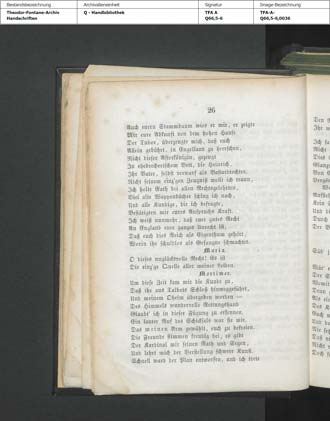 Bestandsbezeichnung Archivalieneinheit Signatur Image-Bezeichnung
Theodor-Fontane-Archiv Q - Handbibliothek TFA A TFA-A-
Handschriften Q66,5-6 Q66,5-6,0036
26
Auch euren Stammbaum wies er mir, er zeigte
Mir eure Abkunft von dem hohen Hause
Der Tudor, überzeugte mich, daß euch
Allein gebührt, in Engelland zu herrschen,
Nicht dieser Afterkönigin, gezeugt
In ehebrecherischem Bett, die Heinrich,
Ihr Vater, selbst verwarf als Bastardtochter.
Nicht seinem einz'gen Zeugniß wollt ich trauen,
Ich holte Rath bei allen Rechtsgelehrten,
Viel alte Wappenbücher schlug ich nach,
Und alle Kundige, die ich befragte,
Bestätigten mir eures Anspruchs Kraft.
Ich weiß nunmehr, daß euer gutes Recht
An England euer ganzes Unrecht ist,
Daß euch dies Reich als Eigenthum gehört,
Worin ihr schuldlos als Gefangne schmachtet.
Maria.
O dieses unglücksvolle Recht! Es ist
Die einz'ge Quelle aller meiner Leiden.
Mortimer.
Um diese Zeit kam mir die Kunde zu,
Daß ihr aus Talbots Schloß hinweggeführt,
Und meinem Oheim übergeben worden —
Des Himmels wundervolle Rettungshand
Glaubt' ich in dieser Fügung zu erkennen.
Ein lauter Ruf des Schicksals war sie mir,
Das meinen Arm gewählt, euch zu befreien.
Die Freunde stimmen freudig bei, es gibt
Der Kardinal mir seinen Rath und Segen,
Und lehrt mich der Verstellung schwere Kunst.
Schnell ward der Plan entworfen, und ich trete